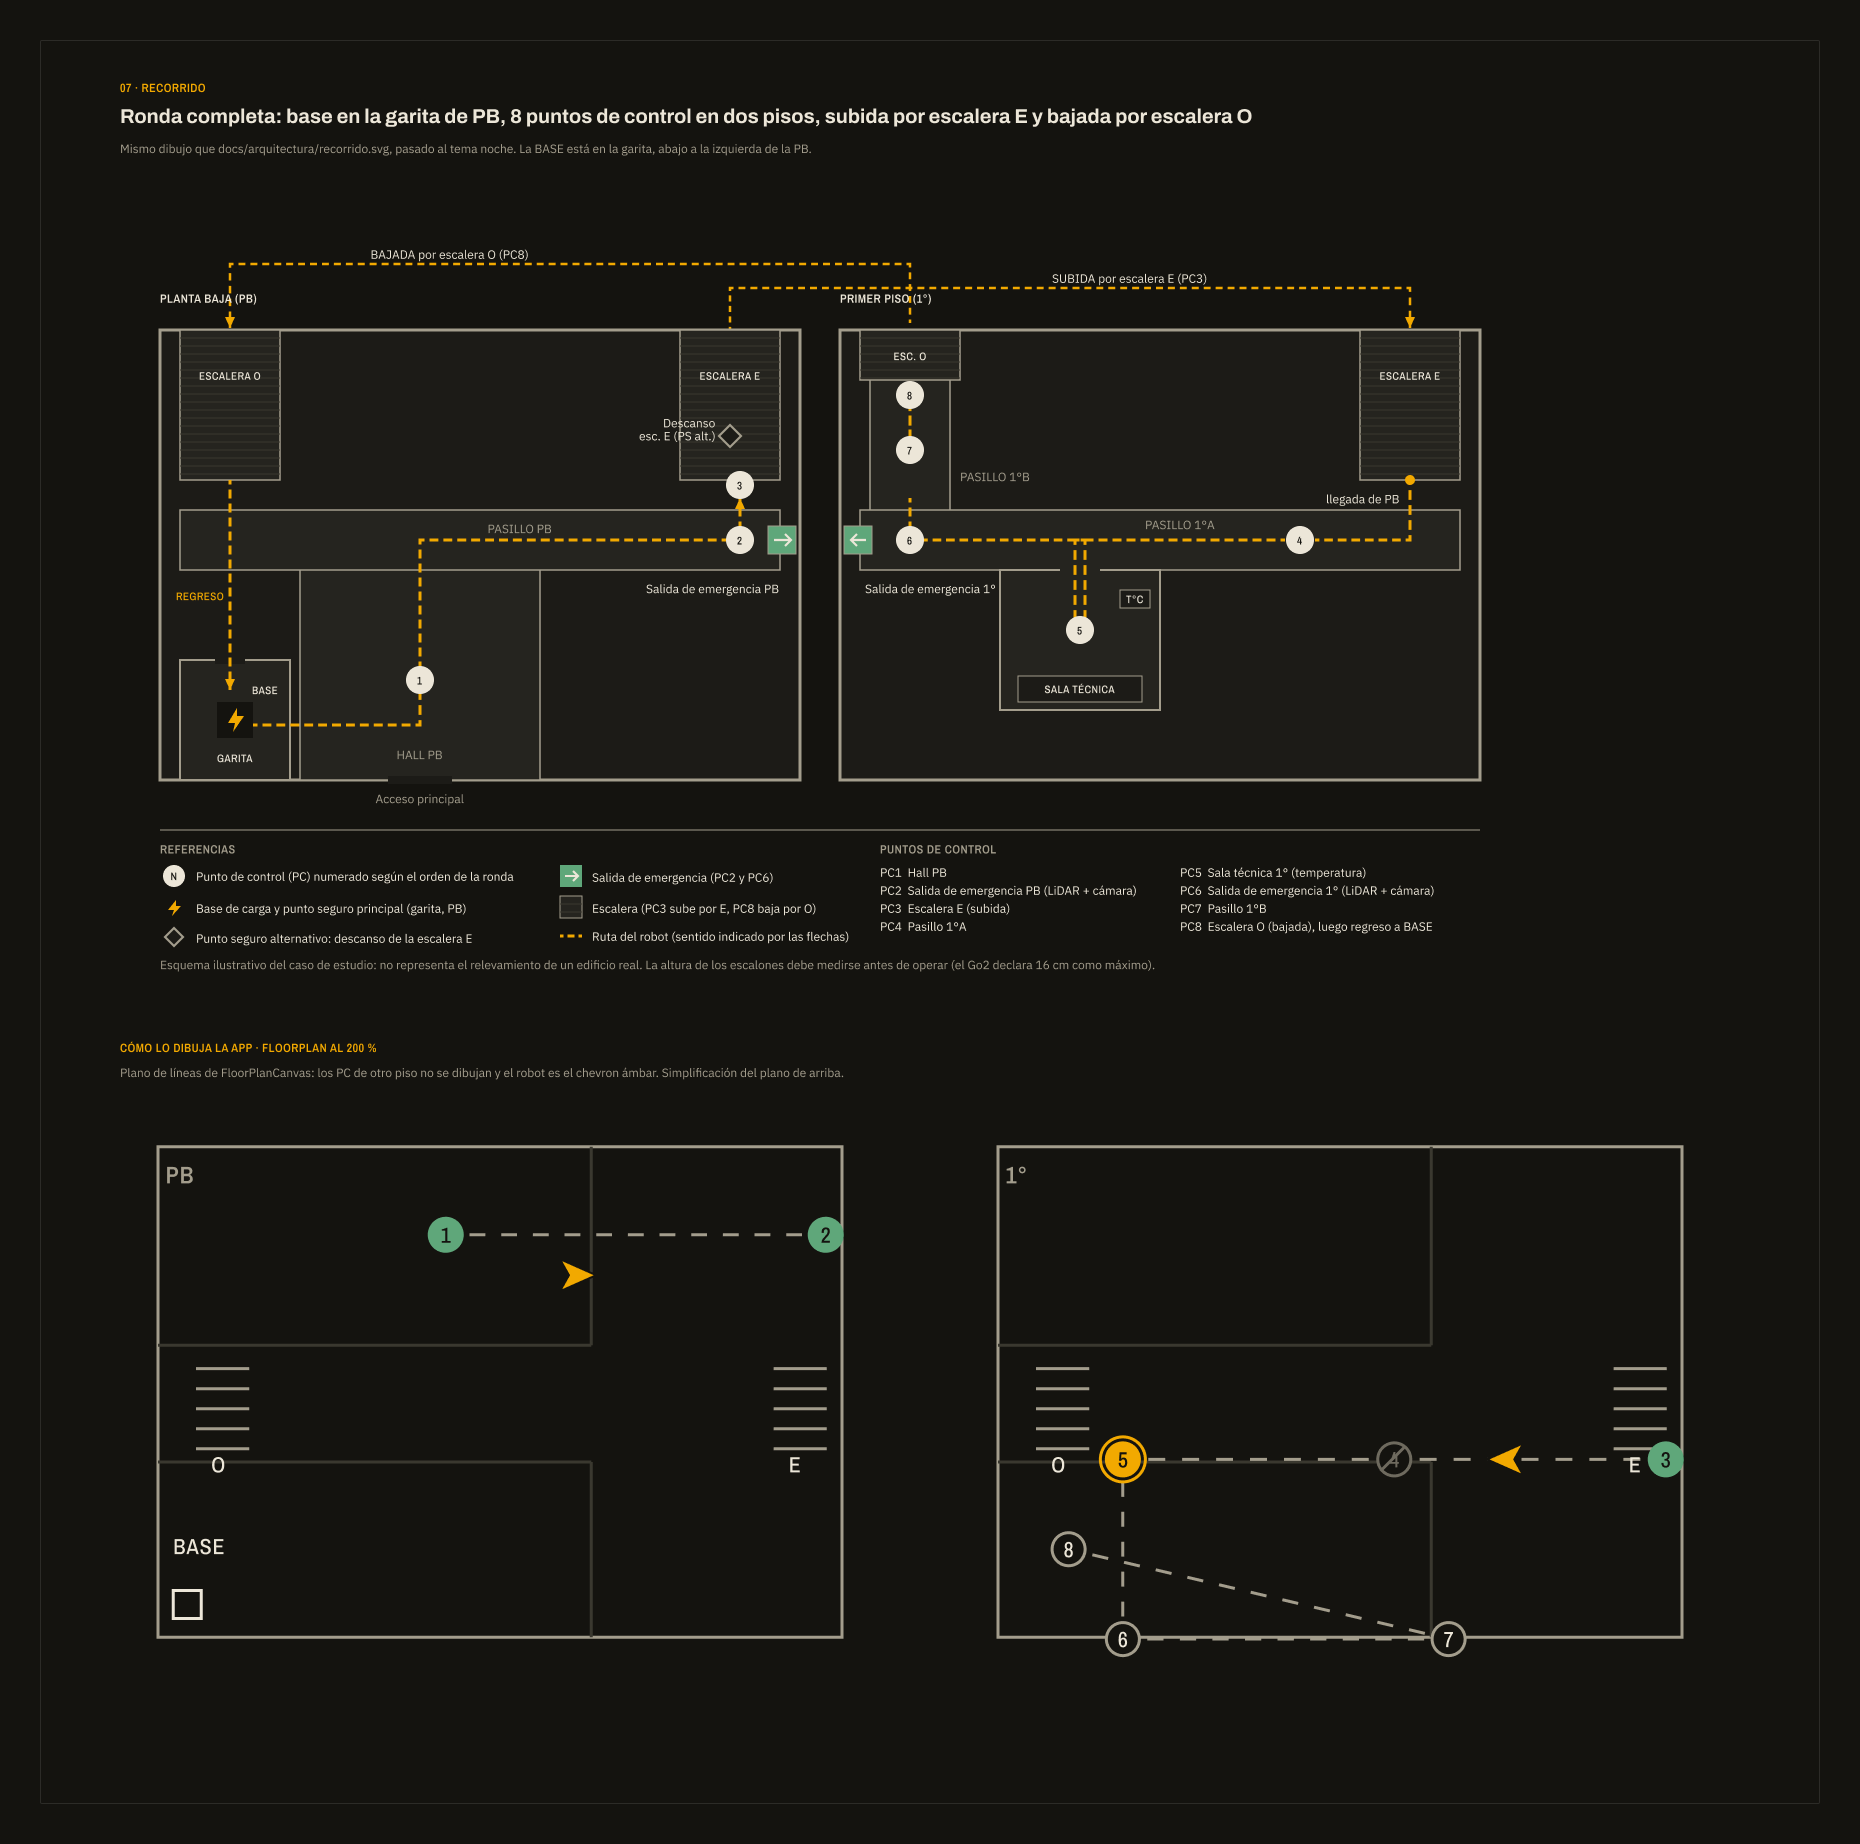 07 · RECORRIDO
Ronda completa: base en la garita de PB, 8 puntos de control en dos pisos, subida por escalera E y bajada por escalera O
Mismo dibujo que docs/arquitectura/recorrido.svg, pasado al tema noche. La BASE está en la garita, abajo a la izquierda de la PB.
BAJADA por escalera O (PC8)
SUBIDA por escalera E (PC3)
PLANTA BAJA (PB)
PRIMER PISO (1°)
ESCALERA O
ESCALERA E
Descanso
esc. E (PS alt.)
3
PASILLO PB
2
Salida de emergencia PB
REGRESO
1
BASE
GARITA
HALL PB
Acceso principal
ESC. O
ESCALERA E
8
7
PASILLO 1°B
llegada de PB
PASILLO 1°A
6
4
Salida de emergencia 1°
T°C
5
SALA TÉCNICA
REFERENCIAS
N Punto de control (PC) numerado según el orden de la ronda
Base de carga y punto seguro principal (garita, PB)
Punto seguro alternativo: descanso de la escalera E
Salida de emergencia (PC2 y PC6)
Escalera (PC3 sube por E, PC8 baja por O)
Ruta del robot (sentido indicado por las flechas)
PUNTOS DE CONTROL
PC1 Hall PB
PC2 Salida de emergencia PB (LiDAR + cámara)
PC3 Escalera E (subida)
PC4 Pasillo 1°A
PC5 Sala técnica 1° (temperatura)
PC6 Salida de emergencia 1° (LiDAR + cámara)
PC7 Pasillo 1°B
PC8 Escalera O (bajada), luego regreso a BASE
Esquema ilustrativo del caso de estudio: no representa el relevamiento de un edificio real. La altura de los escalones debe medirse antes de operar (el Go2 declara 16 cm como máximo).
CÓMO LO DIBUJA LA APP · FLOORPLAN AL 200 %
Plano de líneas de FloorPlanCanvas: los PC de otro piso no se dibujan y el robot es el chevron ámbar. Simplificación del plano de arriba.
PB
1
2
O
E
BASE
1°
O
5
4
E
3
8
6
7